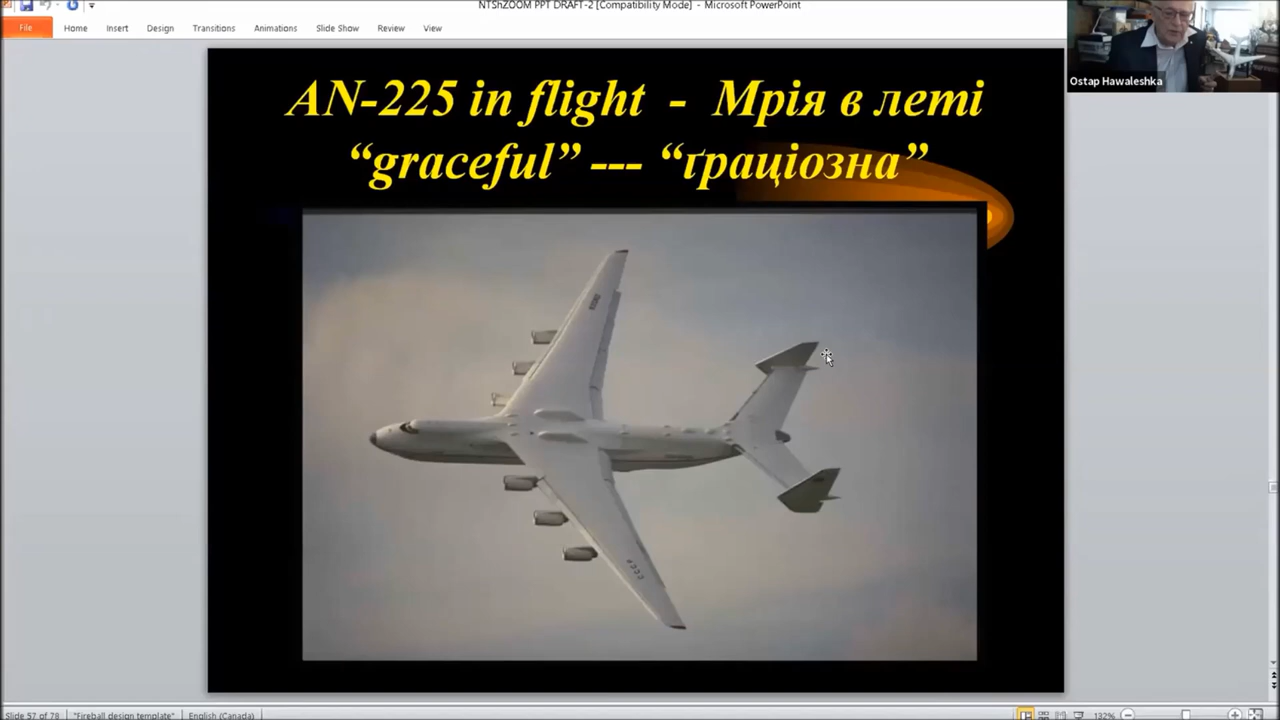 NTShZOOM PPT DRAFT-2 [Compatibility Mode] - Microsoft PowerPoint
File Home Insert Design Transitions Animations Slide Show Review View
Ostap Hawaleshka
AN-225 in flight - Мрія в леті
“graceful” --- “ґраціозна”
Slide 57 of 78 "Fireball design template" English (Canada) 132%